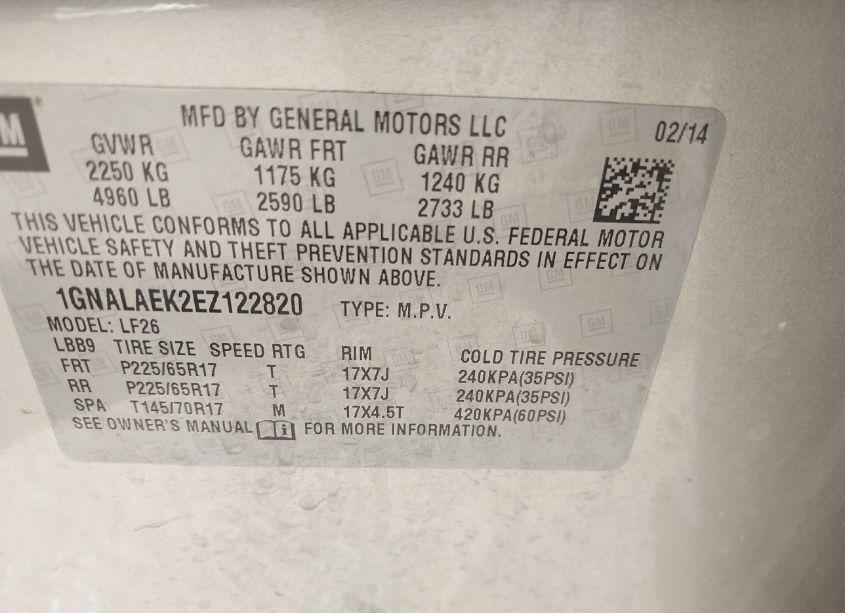 GM
MFD BY GENERAL MOTORS LLC 02/14
GVWR GAWR FRT GAWR RR
2250 KG 1175 KG 1240 KG
4960 LB 2590 LB 2733 LB
THIS VEHICLE CONFORMS TO ALL APPLICABLE U.S. FEDERAL MOTOR
VEHICLE SAFETY AND THEFT PREVENTION STANDARDS IN EFFECT ON
THE DATE OF MANUFACTURE SHOWN ABOVE.
1GNALAEK2EZ122820 TYPE: M.P.V.
MODEL: LF26
LBB9 TIRE SIZE SPEED RTG RIM COLD TIRE PRESSURE
FRT P225/65R17 T 17X7J 240KPA(35PSI)
RR P225/65R17 T 17X7J 240KPA(35PSI)
SPA T145/70R17 M 17X4.5T 420KPA(60PSI)
SEE OWNER'S MANUAL i FOR MORE INFORMATION.